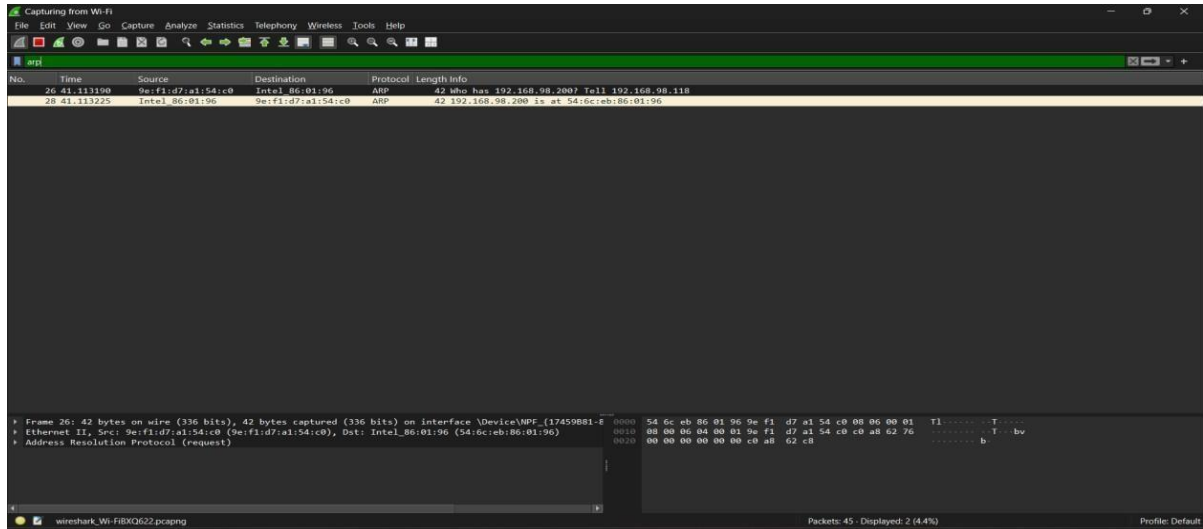 Capturing from Wi-Fi
File Edit View Go Capture Analyze Statistics Telephony Wireless Tools Help
arp
No. Time Source Destination Protocol Length Info
26 41.113190 9e:f1:d7:a1:54:c0 Intel_86:01:96 ARP 42 Who has 192.168.98.200? Tell 192.168.98.118
28 41.113225 Intel_86:01:96 9e:f1:d7:a1:54:c0 ARP 42 192.168.98.200 is at 54:6c:eb:86:01:96
Frame 26: 42 bytes on wire (336 bits), 42 bytes captured (336 bits) on interface \Device\NPF_{17459B81-8
Ethernet II, Src: 9e:f1:d7:a1:54:c0 (9e:f1:d7:a1:54:c0), Dst: Intel_86:01:96 (54:6c:eb:86:01:96)
Address Resolution Protocol (request)
0000 54 6c eb 86 01 96 9e f1 d7 a1 54 c0 08 06 00 01 Tl······ ··T·····
0010 08 00 06 04 00 01 9e f1 d7 a1 54 c0 c0 a8 62 76 ········ ··T···bv
0020 00 00 00 00 00 00 c0 a8 62 c8 ········ b·
wireshark_Wi-FiBXQ622.pcapng Packets: 45 · Displayed: 2 (4.4%) Profile: Default